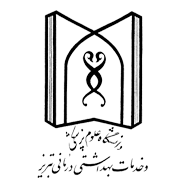 دانشگاه علوم پزشکی
و خدمات بهداشتی درمانی تبریز